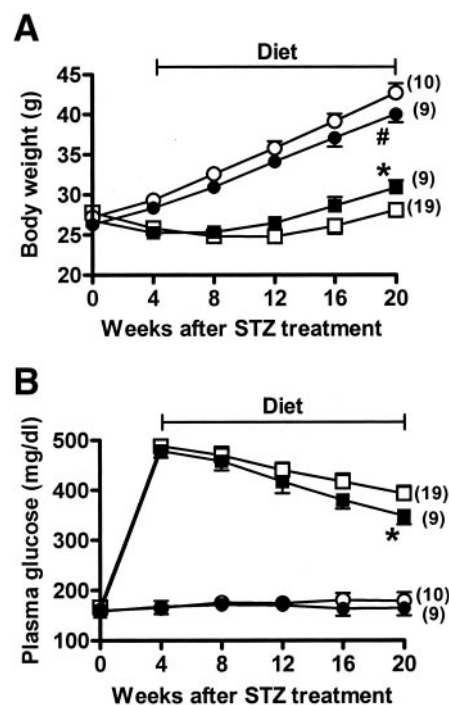 A
Diet
Body weight (g)
45
40
35
30
25
20
(10)
(9)
#
*
(9)
(19)
0 4 8 12 16 20
Weeks after STZ treatment
B
Diet
Plasma glucose (mg/dl)
500
400
300
200
100
(19)
(9)
*
(10)
(9)
0 4 8 12 16 20
Weeks after STZ treatment